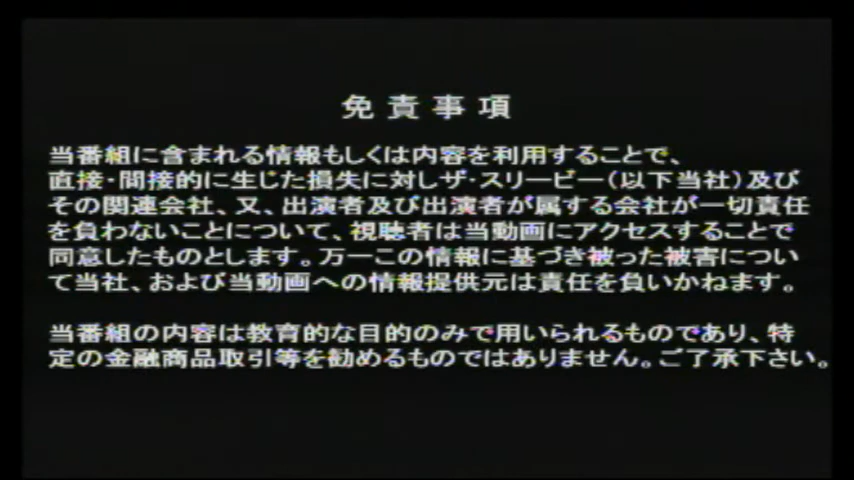 免責事項
当番組に含まれる情報もしくは内容を利用することで、
直接・間接的に生じた損失に対しザ・スリービー(以下当社)及び
その関連会社、又、出演者及び出演者が属する会社が一切責任
を負わないことについて、視聴者は当動画にアクセスすることで
同意したものとします。万一この情報に基づき被った被害につい
て当社、および当動画への情報提供元は責任を負いかねます。
当番組の内容は教育的な目的のみで用いられるものであり、特
定の金融商品取引等を勧めるものではありません。ご了承下さい。